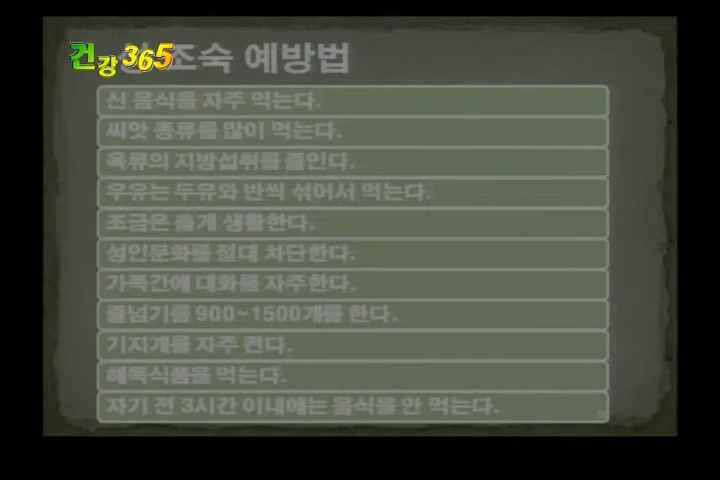 건강365
조숙 예방법
신 음식을 자주 먹는다.
씨앗 종류를 많이 먹는다.
육류의 지방섭취를 줄인다.
우유는 두유와 반씩 섞어서 먹는다.
조금은 춥게 생활한다.
성인문화를 절대 차단한다.
가족간에 대화를 자주한다.
줄넘기를 900~1500개를 한다.
기지개를 자주 켠다.
해독식품을 먹는다.
자기 전 3시간 이내에는 음식을 안 먹는다.